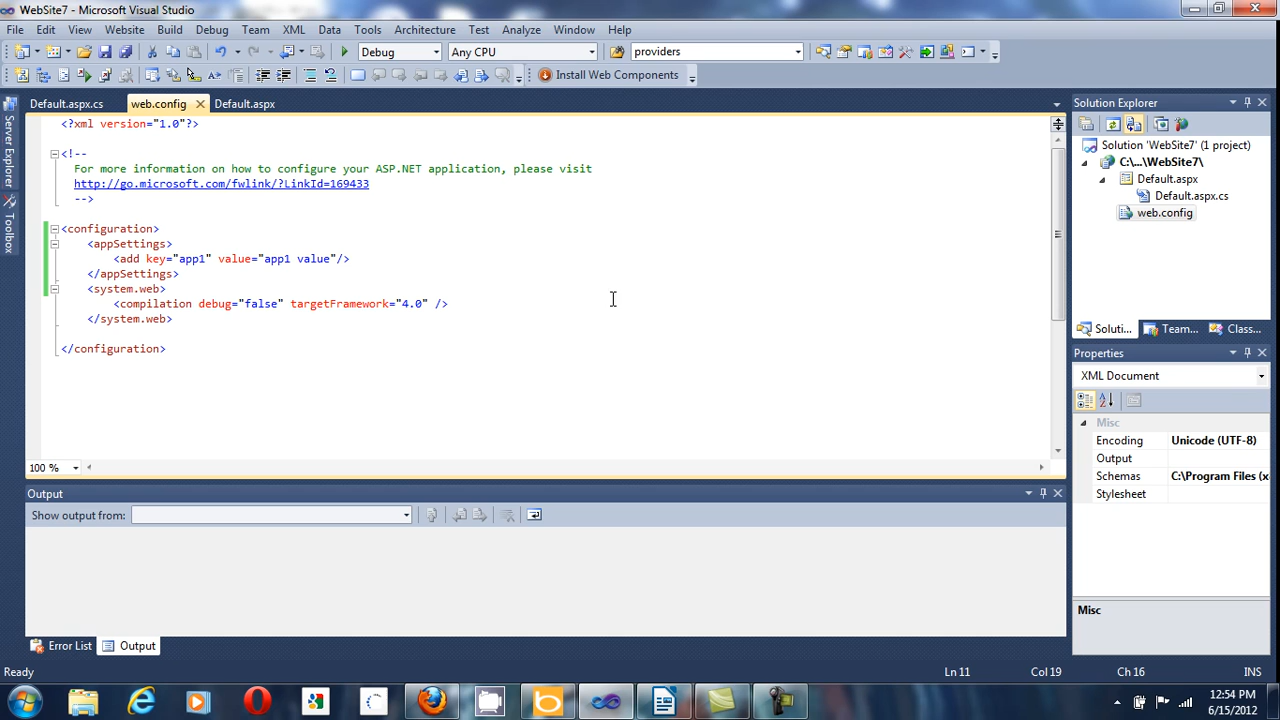 WebSite7 - Microsoft Visual Studio
File Edit View Website Build Debug Team XML Data Tools Architecture Test Analyze Window Help
Debug Any CPU providers
Install Web Components
Default.aspx.cs web.config Default.aspx
<?xml version="1.0"?>
<!--
For more information on how to configure your ASP.NET application, please visit
http://go.microsoft.com/fwlink/?LinkId=169433
-->
<configuration>
<appSettings>
<add key="app1" value="app1 value"/>
</appSettings>
<system.web>
<compilation debug="false" targetFramework="4.0" />
</system.web>
</configuration>
100 %
Server Explorer
Toolbox
Output
Show output from:
Error List Output
Solution Explorer
Solution 'WebSite7' (1 project)
C:\...\WebSite7\
Default.aspx
Default.aspx.cs
web.config
Soluti... Team... Class...
Properties
XML Document
Misc
Encoding Unicode (UTF-8)
Output
Schemas C:\Program Files (x
Stylesheet
Misc
Ready Ln 11 Col 19 Ch 16 INS
12:54 PM
6/15/2012